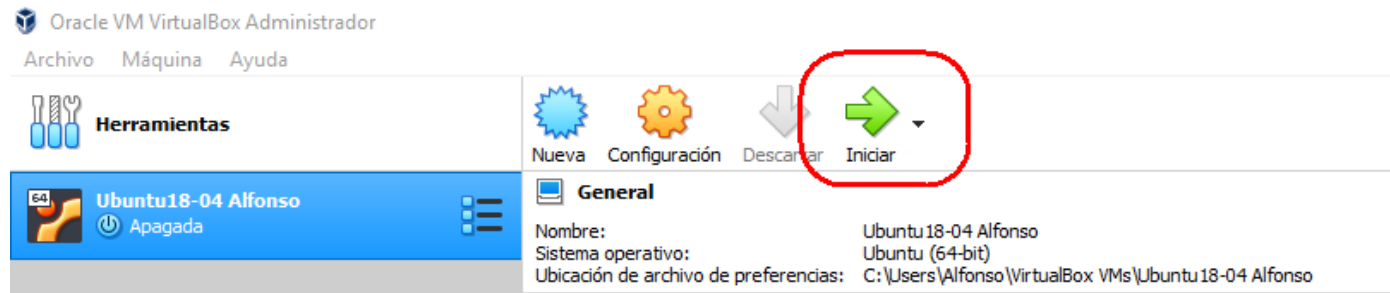 Oracle VM VirtualBox Administrador
Archivo Máquina Ayuda
Herramientas
Nueva Configuración Descartar Iniciar
64
Ubuntu18-04 Alfonso
Apagada
General
Nombre: Ubuntu18-04 Alfonso
Sistema operativo: Ubuntu (64-bit)
Ubicación de archivo de preferencias: C:\Users\Alfonso\VirtualBox VMs\Ubuntu18-04 Alfonso